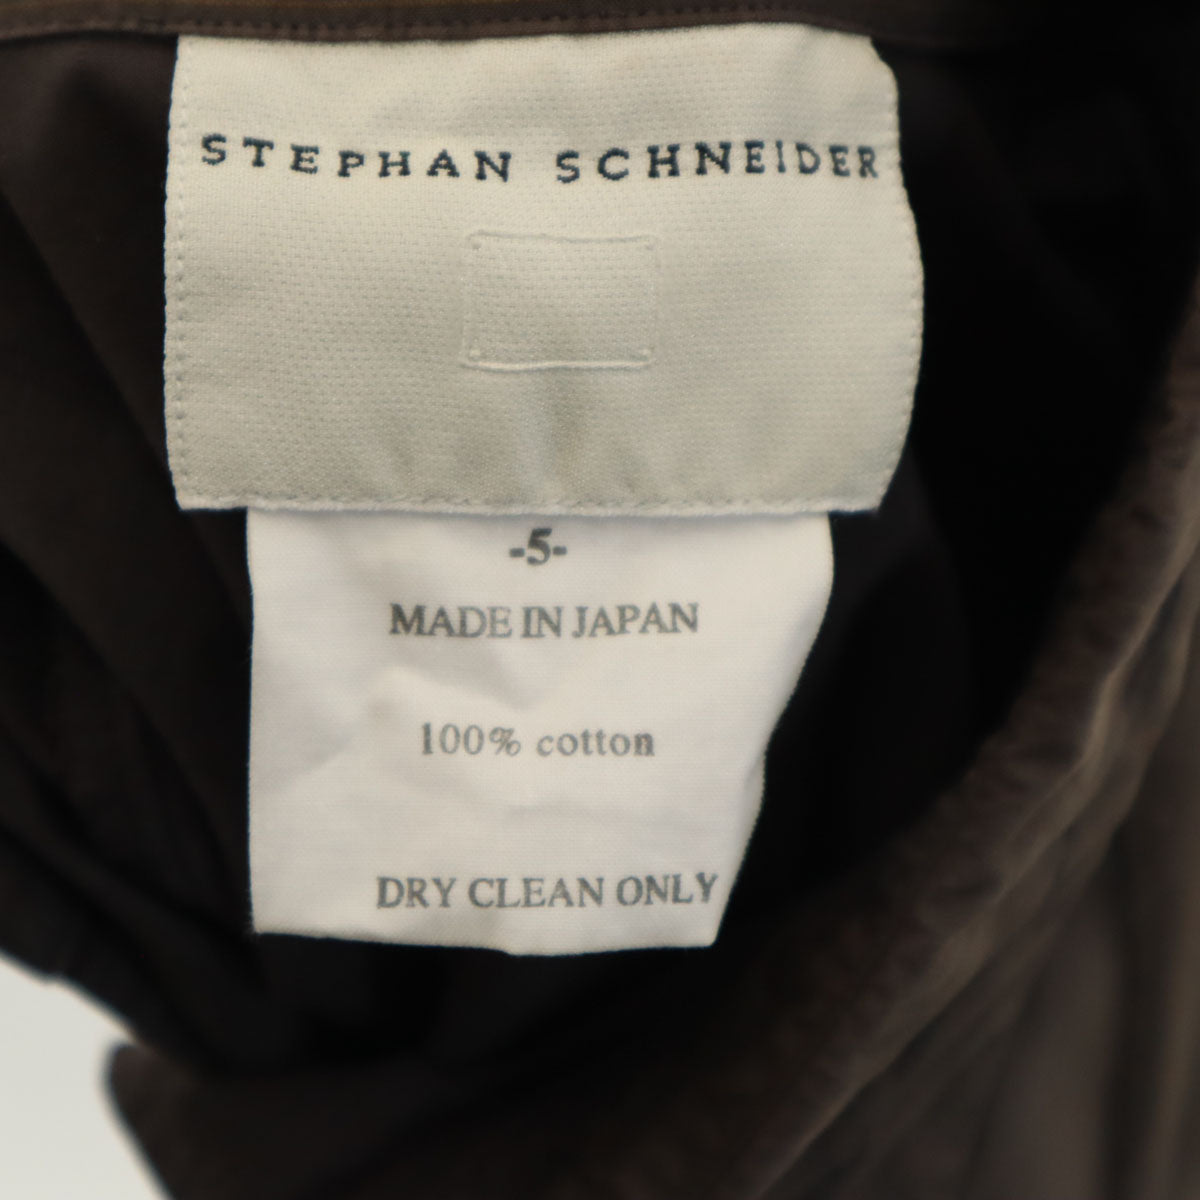 STEPHAN SCHNEIDER
-5-
MADE IN JAPAN
100% cotton
DRY CLEAN ONLY